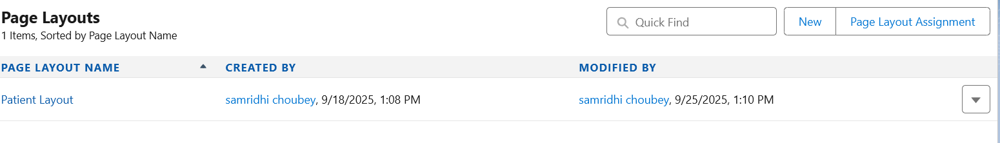 Page Layouts
1 Items, Sorted by Page Layout Name
Quick Find
New
Page Layout Assignment
PAGE LAYOUT NAME CREATED BY MODIFIED BY
Patient Layout samridhi choubey, 9/18/2025, 1:08 PM samridhi choubey, 9/25/2025, 1:10 PM